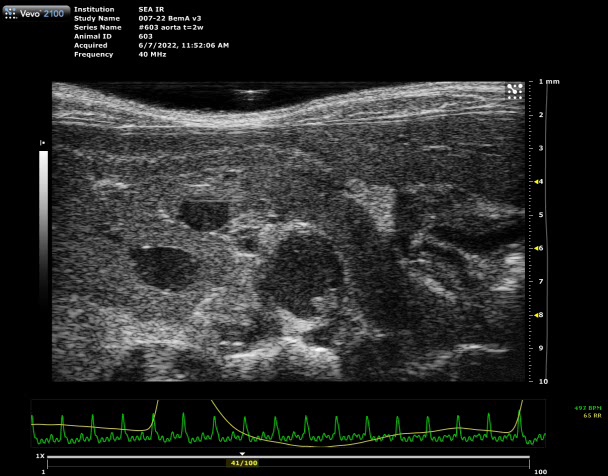 Vevo 2100
Institution SEA IR
Study Name 007-22 BemA v3
Series Name #603 aorta t=2w
Animal ID 603
Acquired 6/7/2022, 11:52:06 AM
Frequency 40 MHz
1 mm
2
3
4
5
6
7
8
9
10
492 BPM
65 RR
1X
41/100
1
100